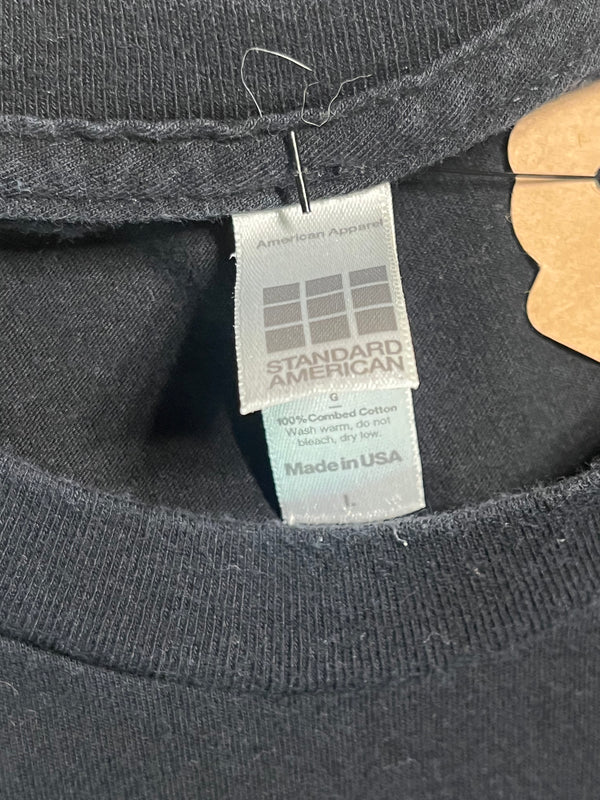 American Apparel
STANDARD
AMERICAN
G
100% Combed Cotton
Wash warm, do not
bleach, dry low.
Made in USA
L